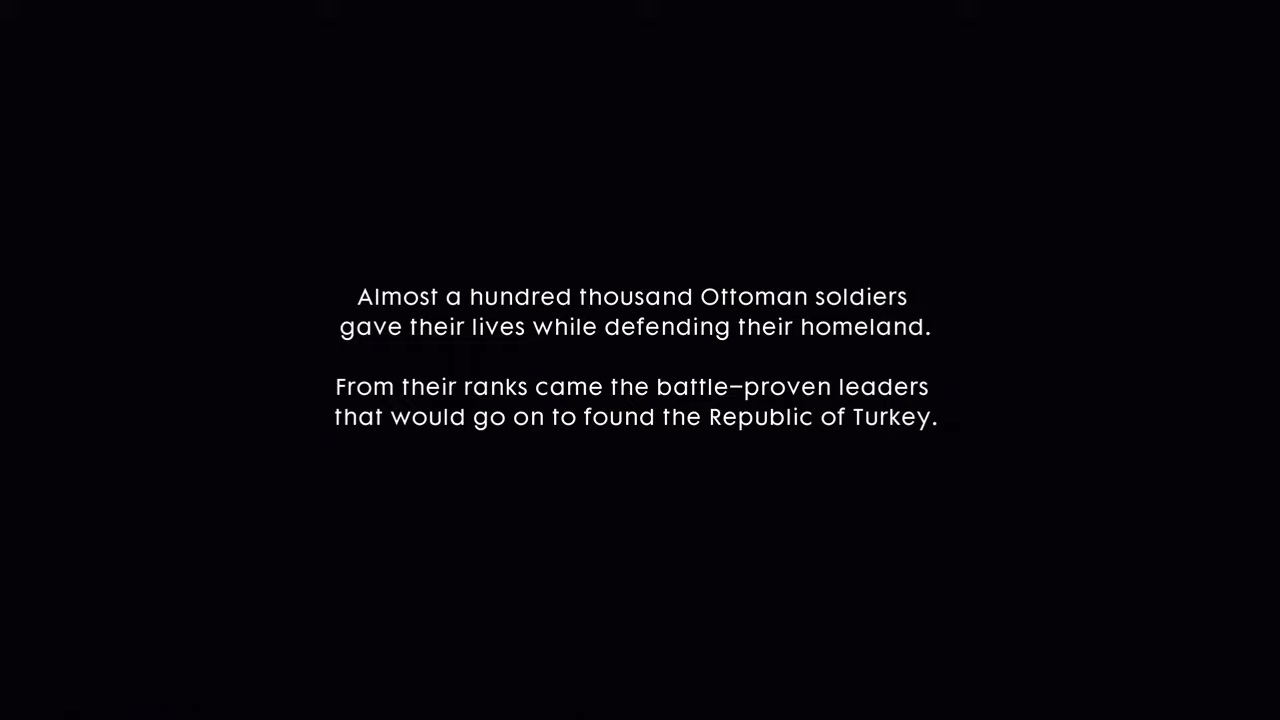 Almost a hundred thousand Ottoman soldiers
gave their lives while defending their homeland.
From their ranks came the battle–proven leaders
that would go on to found the Republic of Turkey.